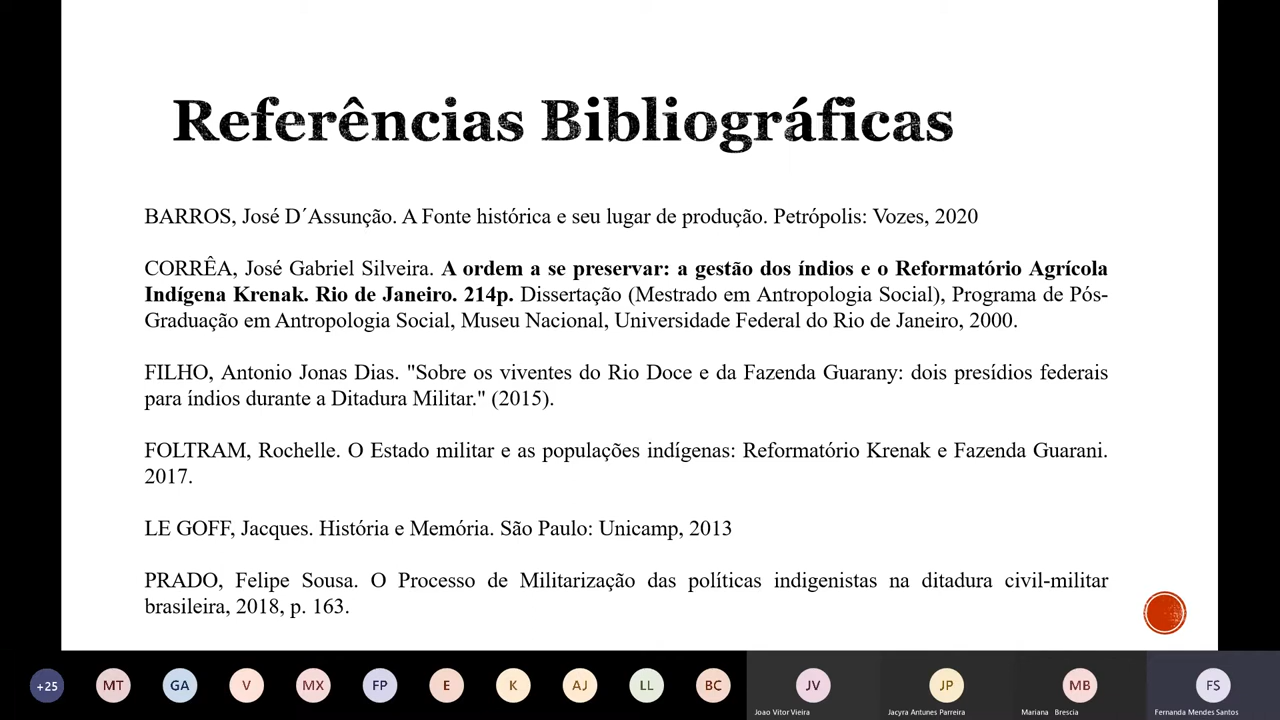 Referências Bibliográficas
BARROS, José D´Assunção. A Fonte histórica e seu lugar de produção. Petrópolis: Vozes, 2020
CORRÊA, José Gabriel Silveira. A ordem a se preservar: a gestão dos índios e o Reformatório Agrícola
Indígena Krenak. Rio de Janeiro. 214p. Dissertação (Mestrado em Antropologia Social), Programa de Pós-
Graduação em Antropologia Social, Museu Nacional, Universidade Federal do Rio de Janeiro, 2000.
FILHO, Antonio Jonas Dias. "Sobre os viventes do Rio Doce e da Fazenda Guarany: dois presídios federais
para índios durante a Ditadura Militar." (2015).
FOLTRAM, Rochelle. O Estado militar e as populações indígenas: Reformatório Krenak e Fazenda Guarani.
2017.
LE GOFF, Jacques. História e Memória. São Paulo: Unicamp, 2013
PRADO, Felipe Sousa. O Processo de Militarização das políticas indigenistas na ditadura civil-militar
brasileira, 2018, p. 163.
+25 MT GA V MX FP E K AJ LL BC JV JP MB FS
Joao Vitor Vieira Jacyra Antunes Parreira Mariana Brescia Fernanda Mendes Santos